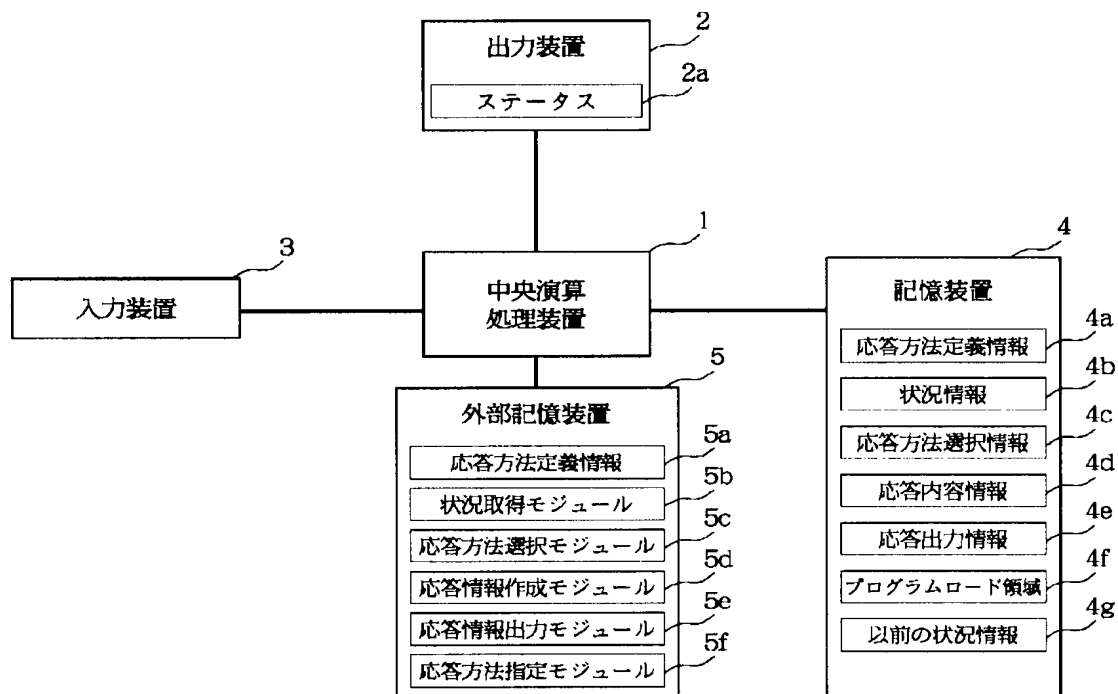 2
出力装置
2a
ステータス
1
中央演算
処理装置
3
入力装置
4
記憶装置
4a
応答方法定義情報
4b
状況情報
4c
応答方法選択情報
4d
応答内容情報
4e
応答出力情報
4f
プログラムロード領域
4g
以前の状況情報
5
外部記憶装置
5a
応答方法定義情報
5b
状況取得モジュール
5c
応答方法選択モジュール
5d
応答情報作成モジュール
5e
応答情報出力モジュール
5f
応答方法指定モジュール